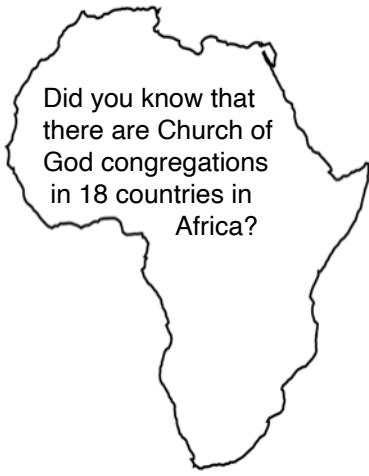 Did you know that
there are Church of
God congregations
in 18 countries in
Africa?